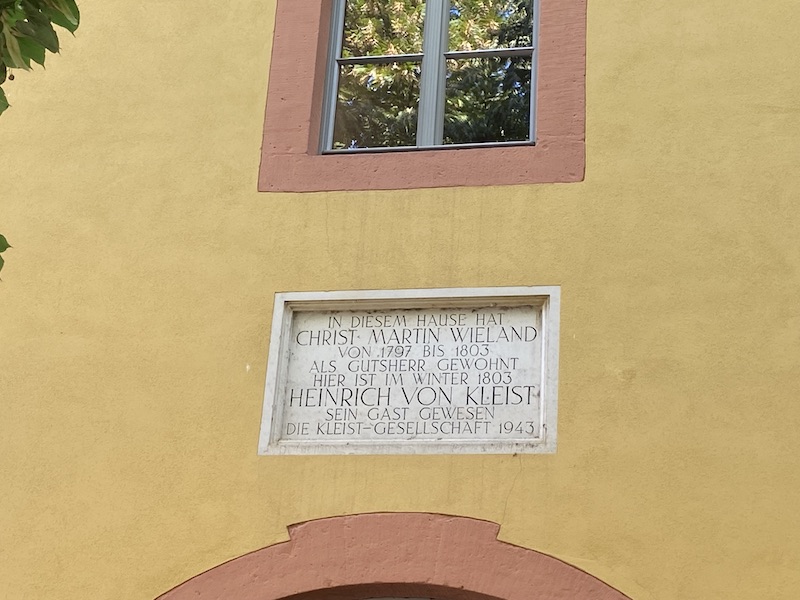 IN DIESEM HAUSE HAT
CHRIST. MARTIN WIELAND
VON 1797 BIS 1803
ALS GUTSHERR GEWOHNT
HIER IST IM WINTER 1803
HEINRICH VON KLEIST
SEIN GAST GEWESEN
DIE KLEIST-GESELLSCHAFT 1943